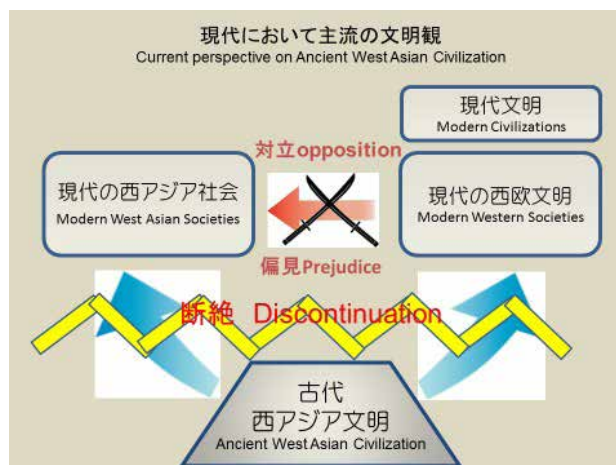 現代において主流の文明観
Current perspective on Ancient West Asian Civilization
現代文明
Modern Civilizations
対立opposition
現代の西アジア社会
Modern West Asian Societies
現代の西欧文明
Modern Western Societies
偏見Prejudice
断絶 Discontinuation
古代
西アジア文明
Ancient West Asian Civilization